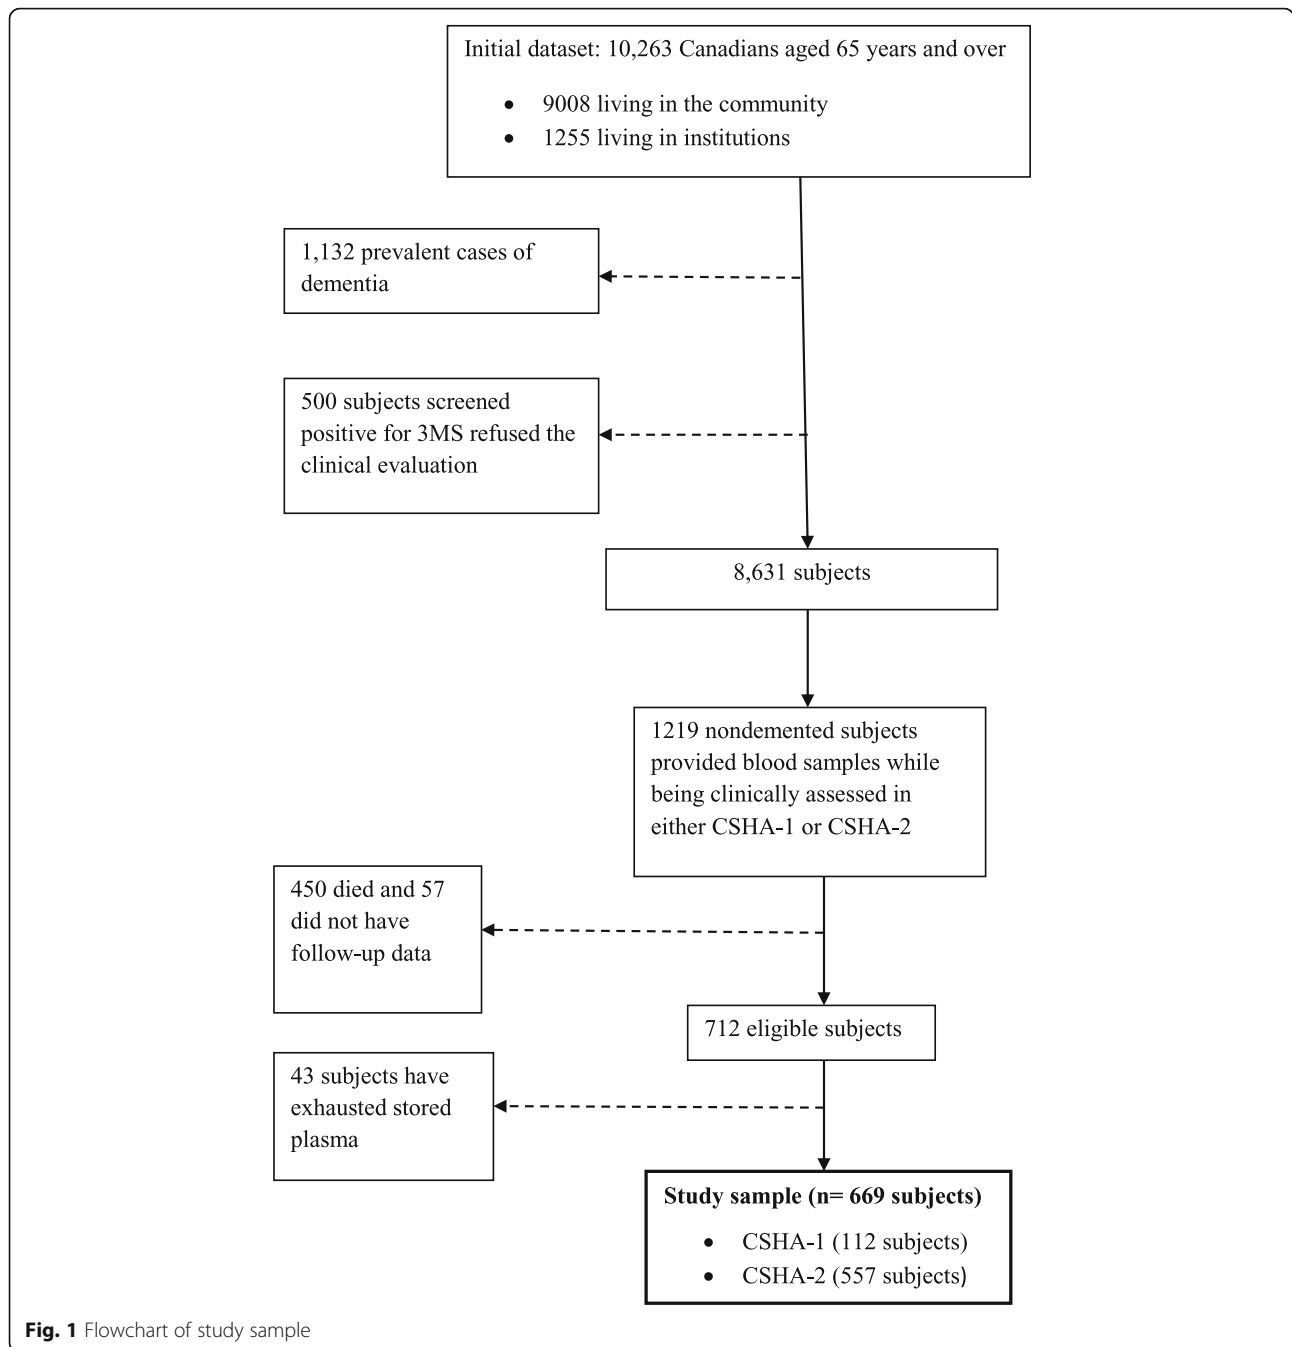 Initial dataset: 10,263 Canadians aged 65 years and over
• 9008 living in the community
• 1255 living in institutions
1,132 prevalent cases of
dementia
500 subjects screened
positive for 3MS refused the
clinical evaluation
8,631 subjects
1219 nondemented subjects
provided blood samples while
being clinically assessed in
either CSHA-1 or CSHA-2
450 died and 57
did not have
follow-up data
712 eligible subjects
43 subjects have
exhausted stored
plasma
Study sample (n= 669 subjects)
• CSHA-1 (112 subjects)
• CSHA-2 (557 subjects)
Fig. 1 Flowchart of study sample